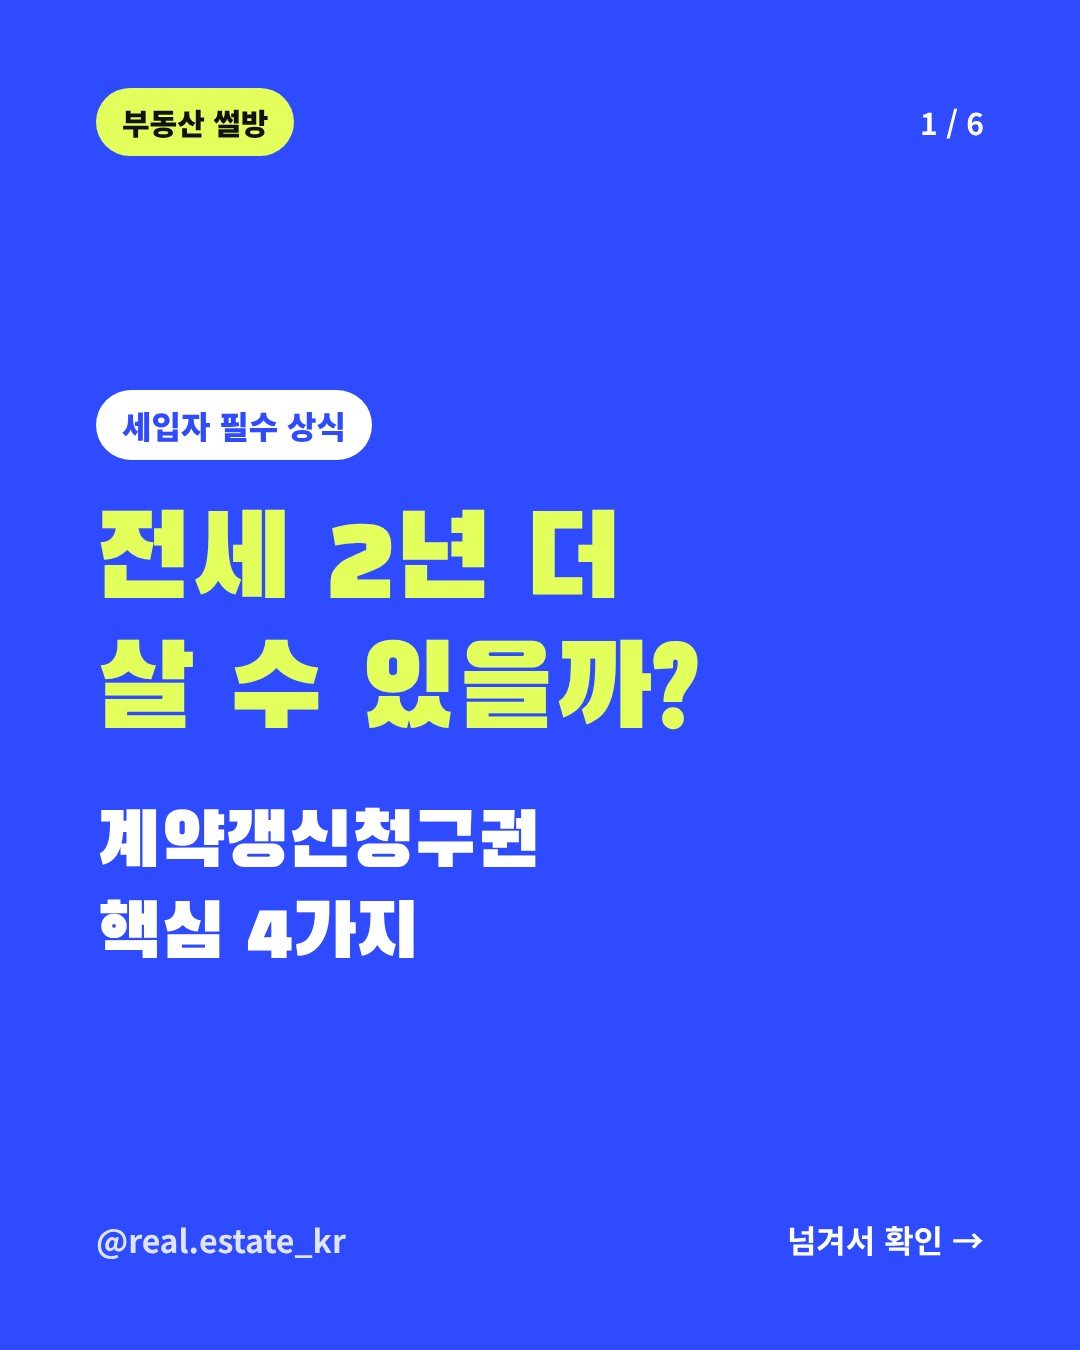 부동산 썰방
1 / 6
세입자 필수 상식
전세 2년 더
살 수 있을까?
계약갱신청구권
핵심 4가지
@real.estate_kr
넘겨서 확인 →